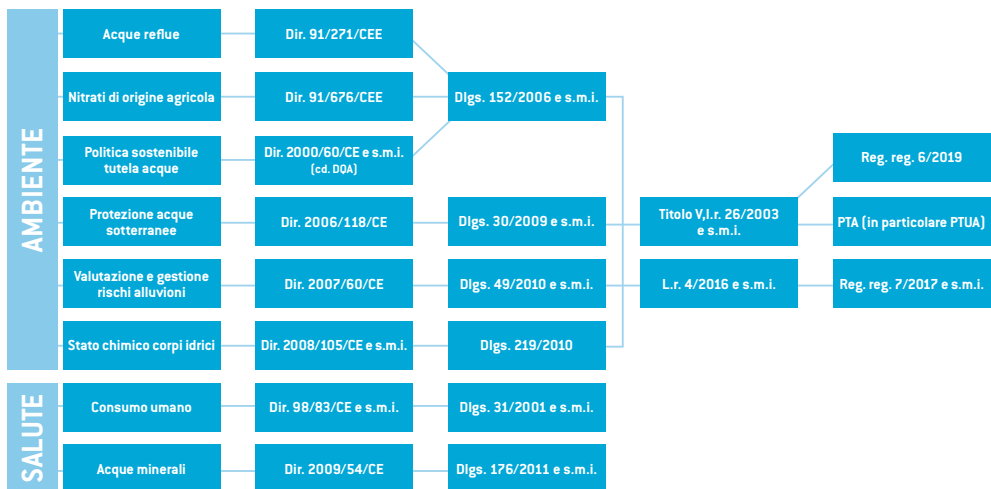 AMBIENTE
Acque reflue
Dir. 91/271/CEE
Nitrati di origine agricola
Dir. 91/676/CEE
Dlgs. 152/2006 e s.m.i.
Politica sostenibile
tutela acque
Dir. 2000/60/CE e s.m.i.
(cd. DQA)
Protezione acque
sotterranee
Dir. 2006/118/CE
Dlgs. 30/2009 e s.m.i.
Titolo V,l.r. 26/2003
e s.m.i.
Reg. reg. 6/2019
PTA (in particolare PTUA)
Valutazione e gestione
rischi alluvioni
Dir. 2007/60/CE
Dlgs. 49/2010 e s.m.i.
L.r. 4/2016 e s.m.i.
Reg. reg. 7/2017 e s.m.i.
Stato chimico corpi idrici
Dir. 2008/105/CE e s.m.i.
Dlgs. 219/2010
SALUTE
Consumo umano
Dir. 98/83/CE e s.m.i.
Dlgs. 31/2001 e s.m.i.
Acque minerali
Dir. 2009/54/CE
Dlgs. 176/2011 e s.m.i.